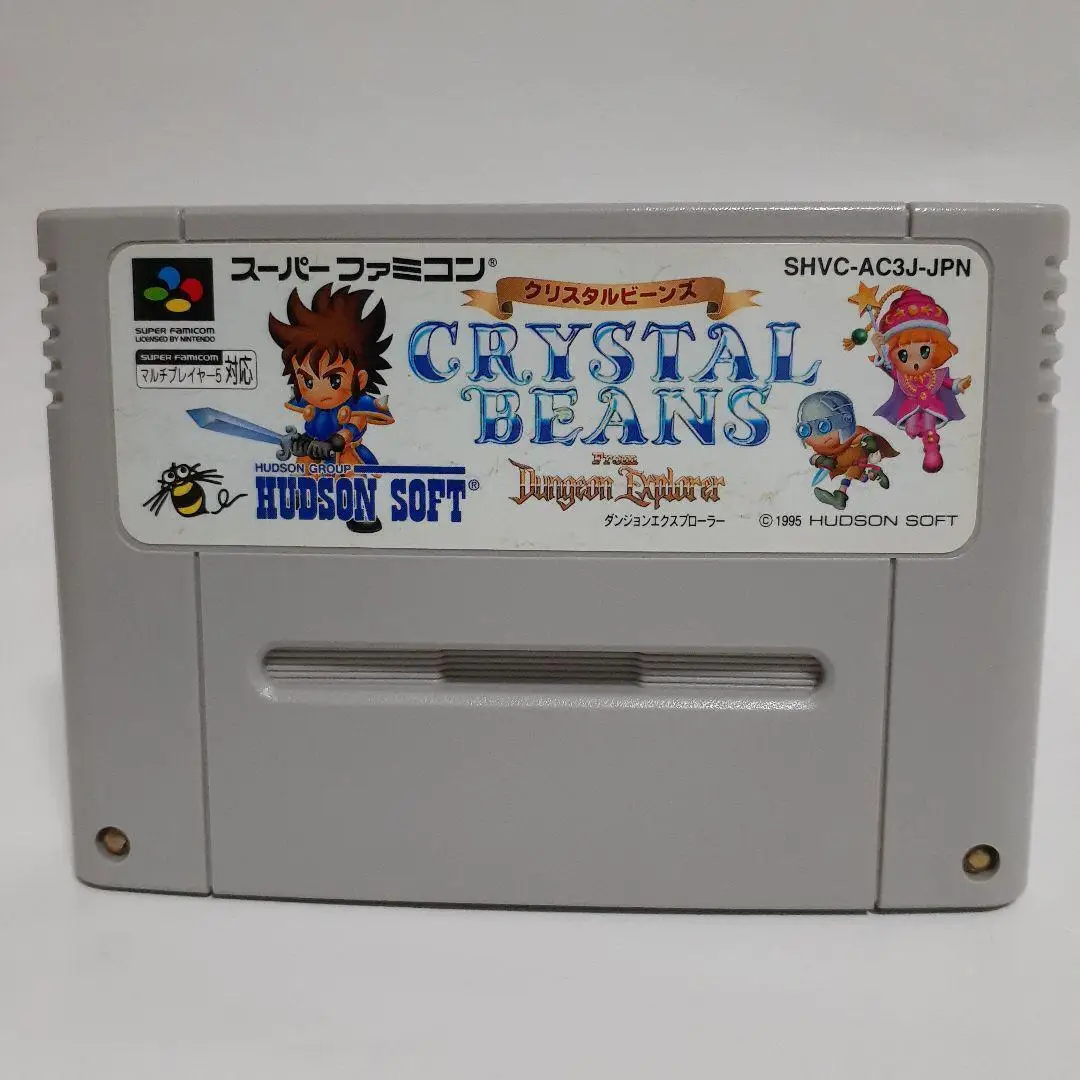 スーパーファミコン®
SHVC-AC3J-JPN
SUPER FAMICOM
LICENSED BY NINTENDO
SUPER FAMICOM
マルチプレイヤー5 対応
クリスタルビーンズ
CRYSTAL
BEANS
From
Dungeon Explorer
ダンジョンエクスプローラー
HUDSON GROUP
HUDSON SOFT®
©1995 HUDSON SOFT